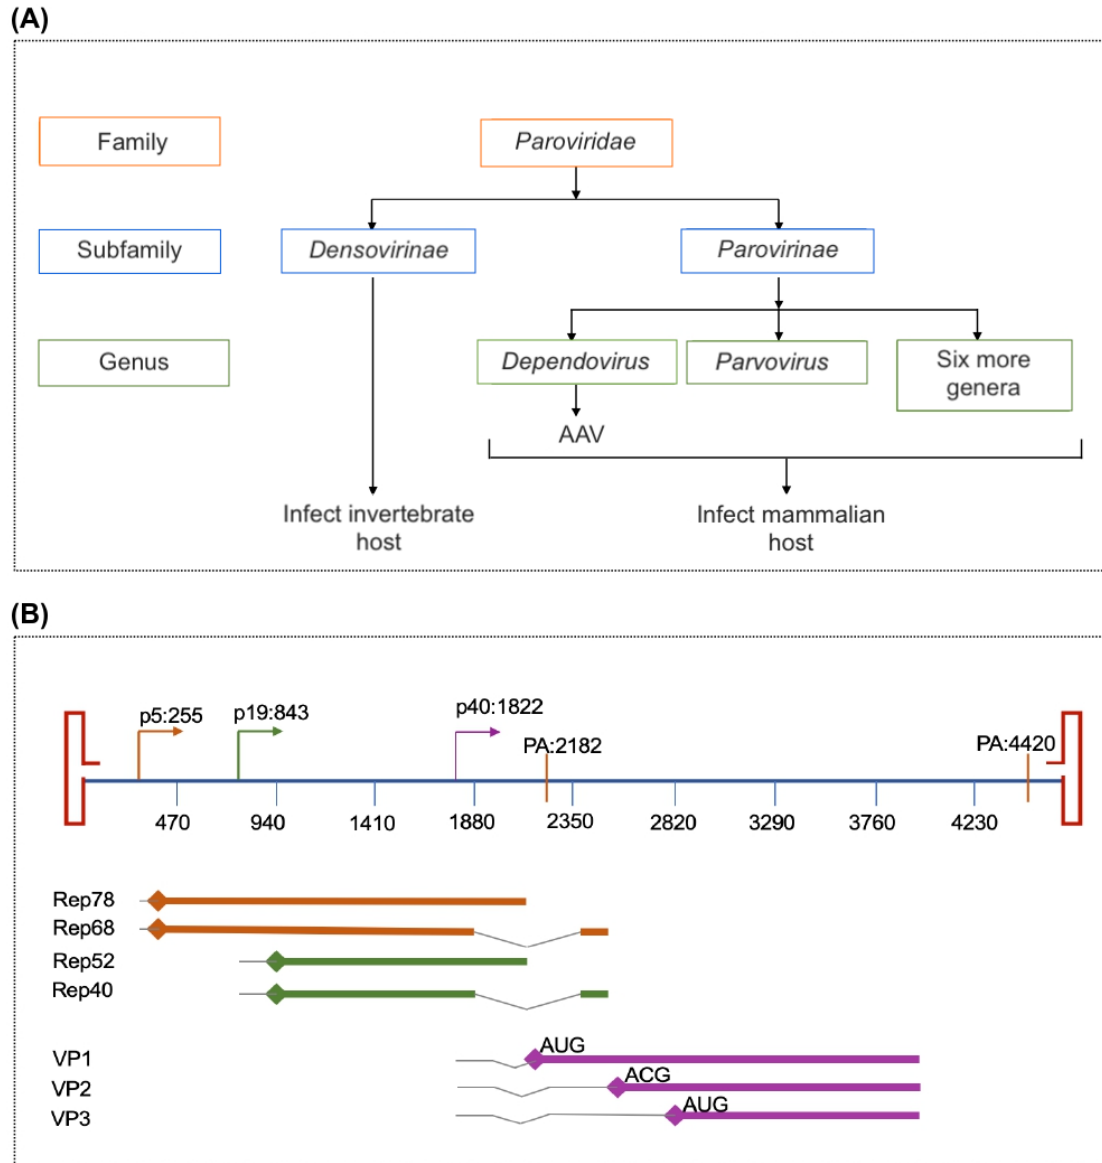 (A)
Family
Paroviridae
Subfamily
Densovirinae
Parovirinae
Genus
Dependovirus
Parvovirus
Six more
genera
AAV
Infect invertebrate
host
Infect mammalian
host
(B)
p5:255
p19:843
p40:1822
PA:2182
PA:4420
470
940
1410
1880
2350
2820
3290
3760
4230
Rep78
Rep68
Rep52
Rep40
VP1
AUG
VP2
ACG
VP3
AUG